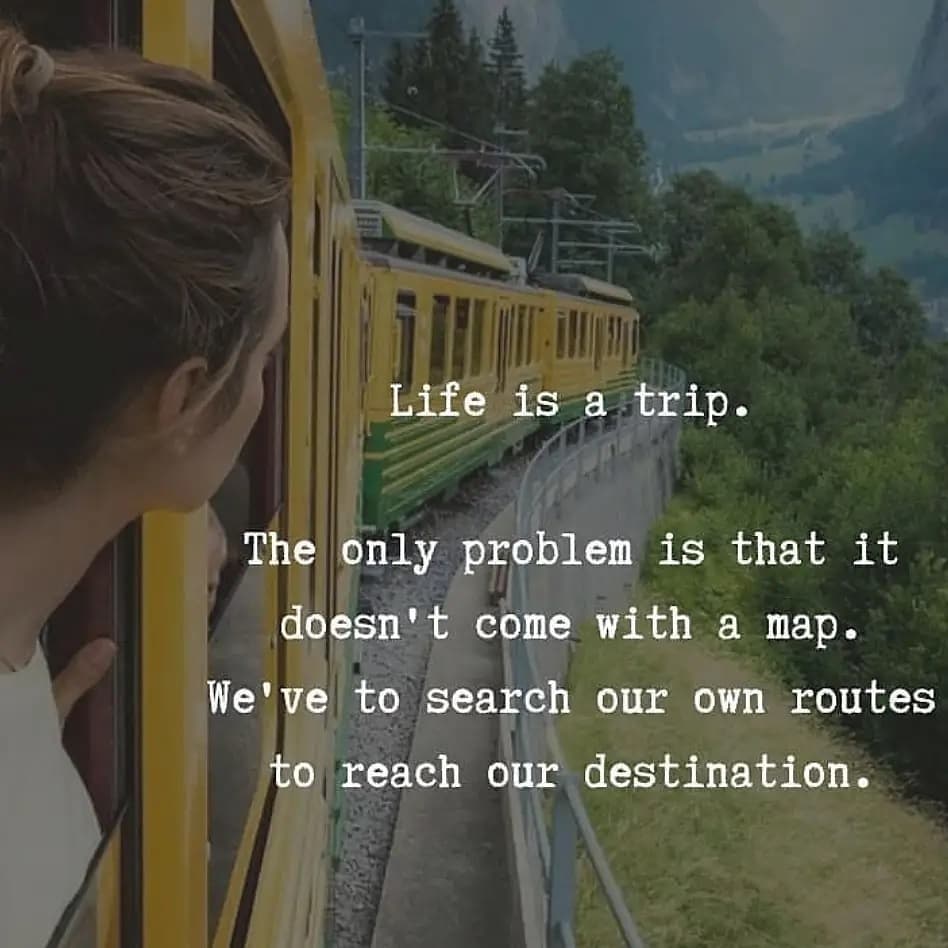 Life is a trip.
The only problem is that it
doesn't come with a map.
We've to search our own routes
to reach our destination.